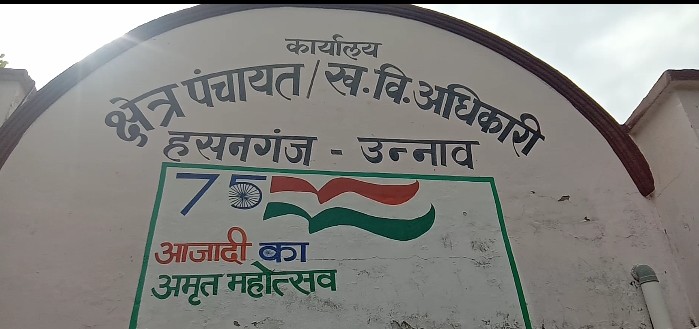 कार्यालय
क्षेत्र पंचायत/ख.वि.अधिकारी
हसनगंज - उन्नाव
75
आजादी का
अमृत महोत्सव